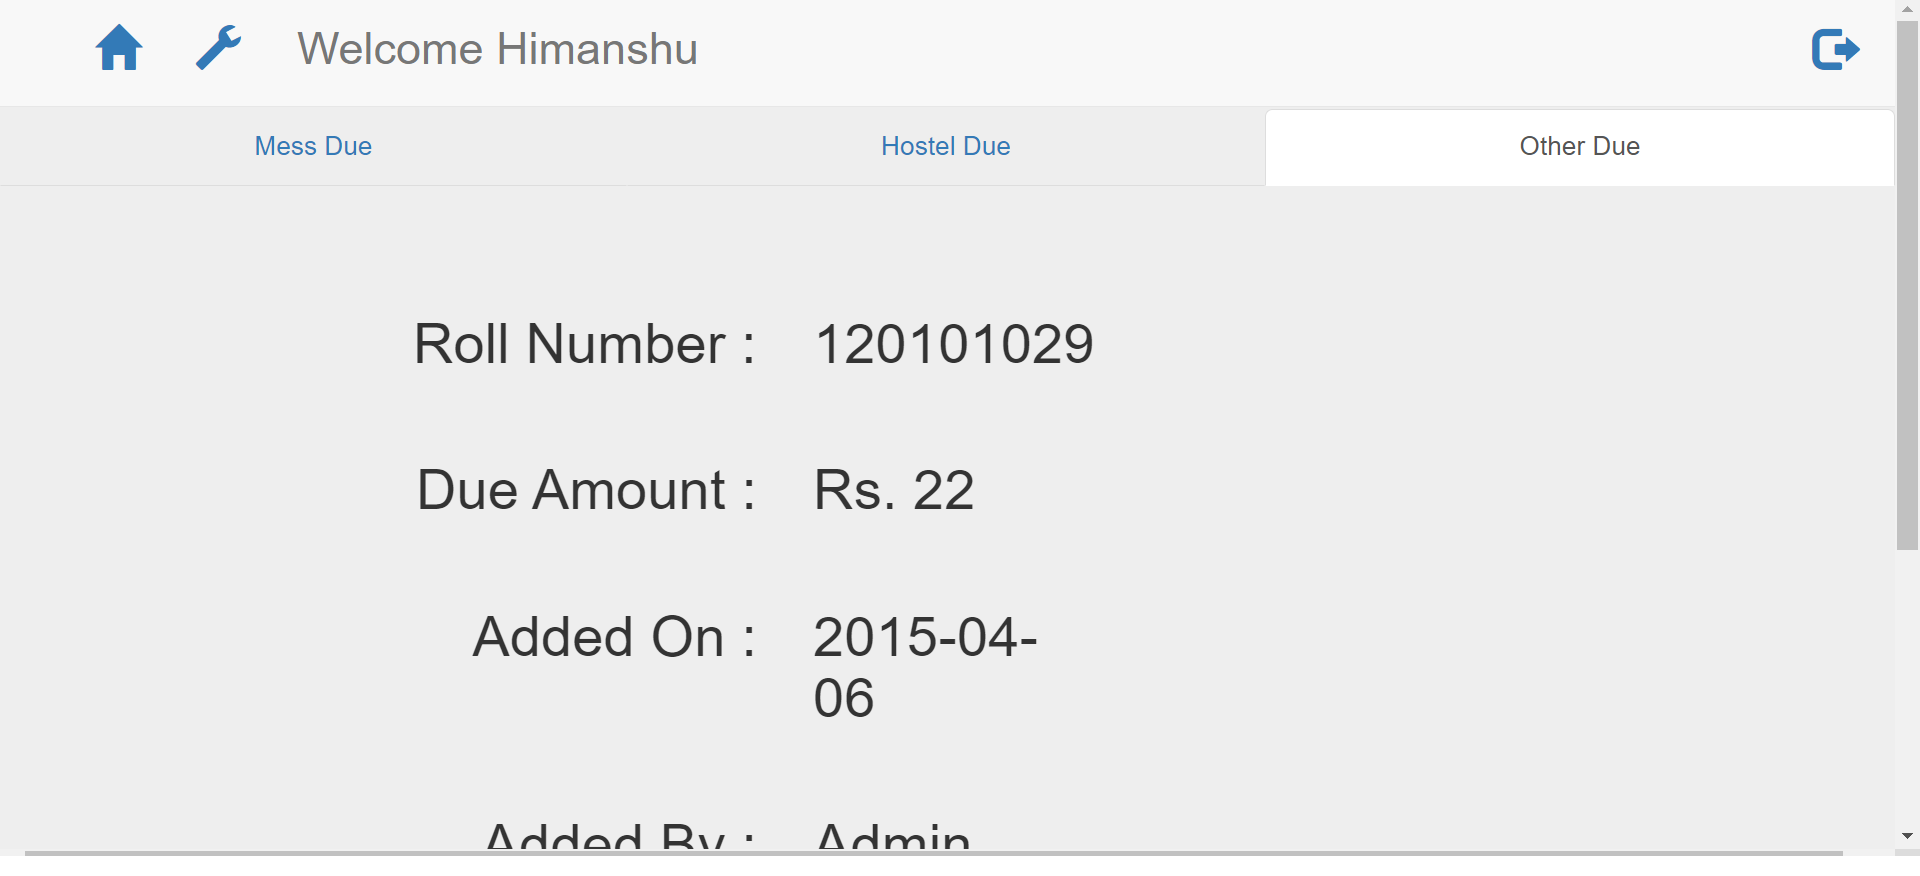 Welcome Himanshu
Mess Due
Hostel Due
Other Due
Roll Number : 120101029
Due Amount : Rs. 22
Added On : 2015-04-
06
Added By : Admin